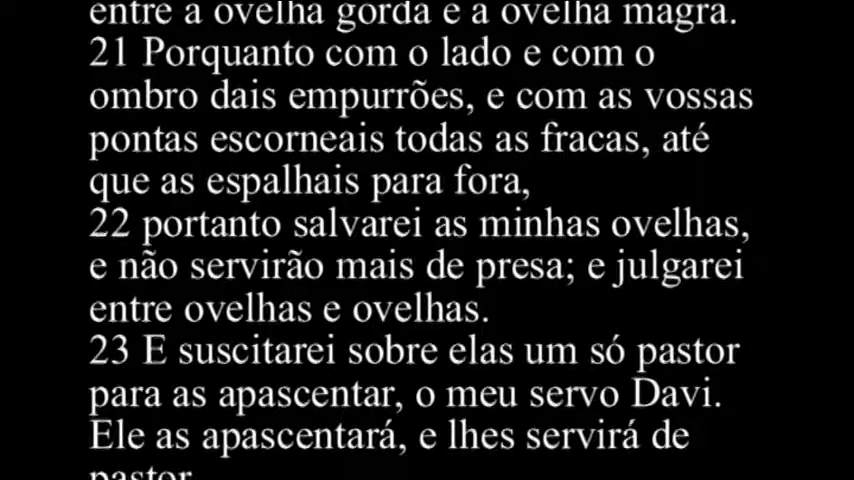 entre a ovelha gorda e a ovelha magra.
21 Porquanto com o lado e com o
ombro dais empurrões, e com as vossas
pontas escorneais todas as fracas, até
que as espalhais para fora,
22 portanto salvarei as minhas ovelhas,
e não servirão mais de presa; e julgarei
entre ovelhas e ovelhas.
23 E suscitarei sobre elas um só pastor
para as apascentar, o meu servo Davi.
Ele as apascentará, e lhes servirá de
pastor